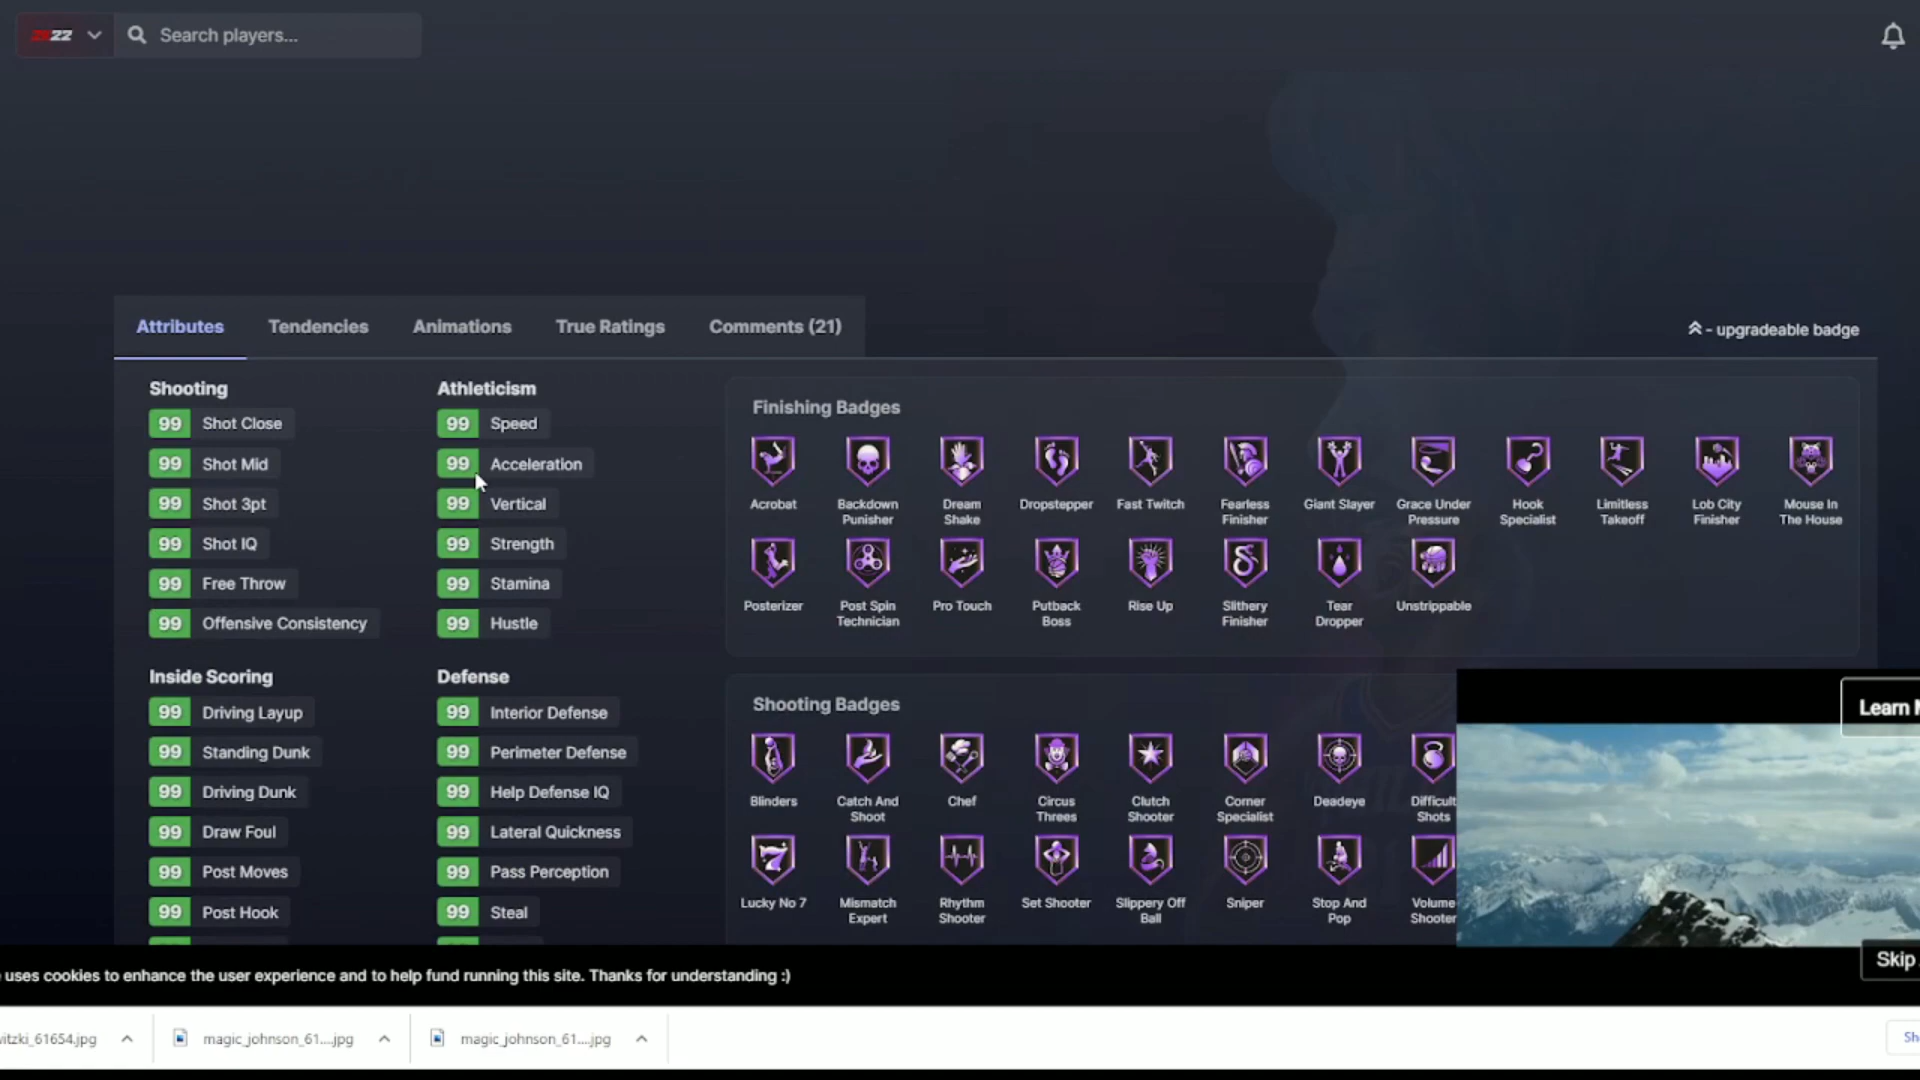 2K22
Search players...
Attributes
Tendencies
Animations
True Ratings
Comments (21)
- upgradeable badge
Shooting
99 Shot Close
99 Shot Mid
99 Shot 3pt
99 Shot IQ
99 Free Throw
99 Offensive Consistency
Athleticism
99 Speed
99 Acceleration
99 Vertical
99 Strength
99 Stamina
99 Hustle
Inside Scoring
99 Driving Layup
99 Standing Dunk
99 Driving Dunk
99 Draw Foul
99 Post Moves
99 Post Hook
Defense
99 Interior Defense
99 Perimeter Defense
99 Help Defense IQ
99 Lateral Quickness
99 Pass Perception
99 Steal
Finishing Badges
Acrobat
Backdown
Punisher
Dream
Shake
Dropstepper
Fast Twitch
Fearless
Finisher
Giant Slayer
Grace Under
Pressure
Hook
Specialist
Limitless
Takeoff
Lob City
Finisher
Mouse In
The House
Posterizer
Post Spin
Technician
Pro Touch
Putback
Boss
Rise Up
Slithery
Finisher
Tear
Dropper
Unstrippable
Shooting Badges
Blinders
Catch And
Shoot
Chef
Circus
Threes
Clutch
Shooter
Corner
Specialist
Deadeye
Difficult
Shots
Lucky No 7
Mismatch
Expert
Rhythm
Shooter
Set Shooter
Slippery Off
Ball
Sniper
Stop And
Pop
Volume
Shooter
Learn M
Skip
uses cookies to enhance the user experience and to help fund running this site. Thanks for understanding :)
vitzki_61654.jpg
magic_johnson_61....jpg
magic_johnson_61....jpg
Sh